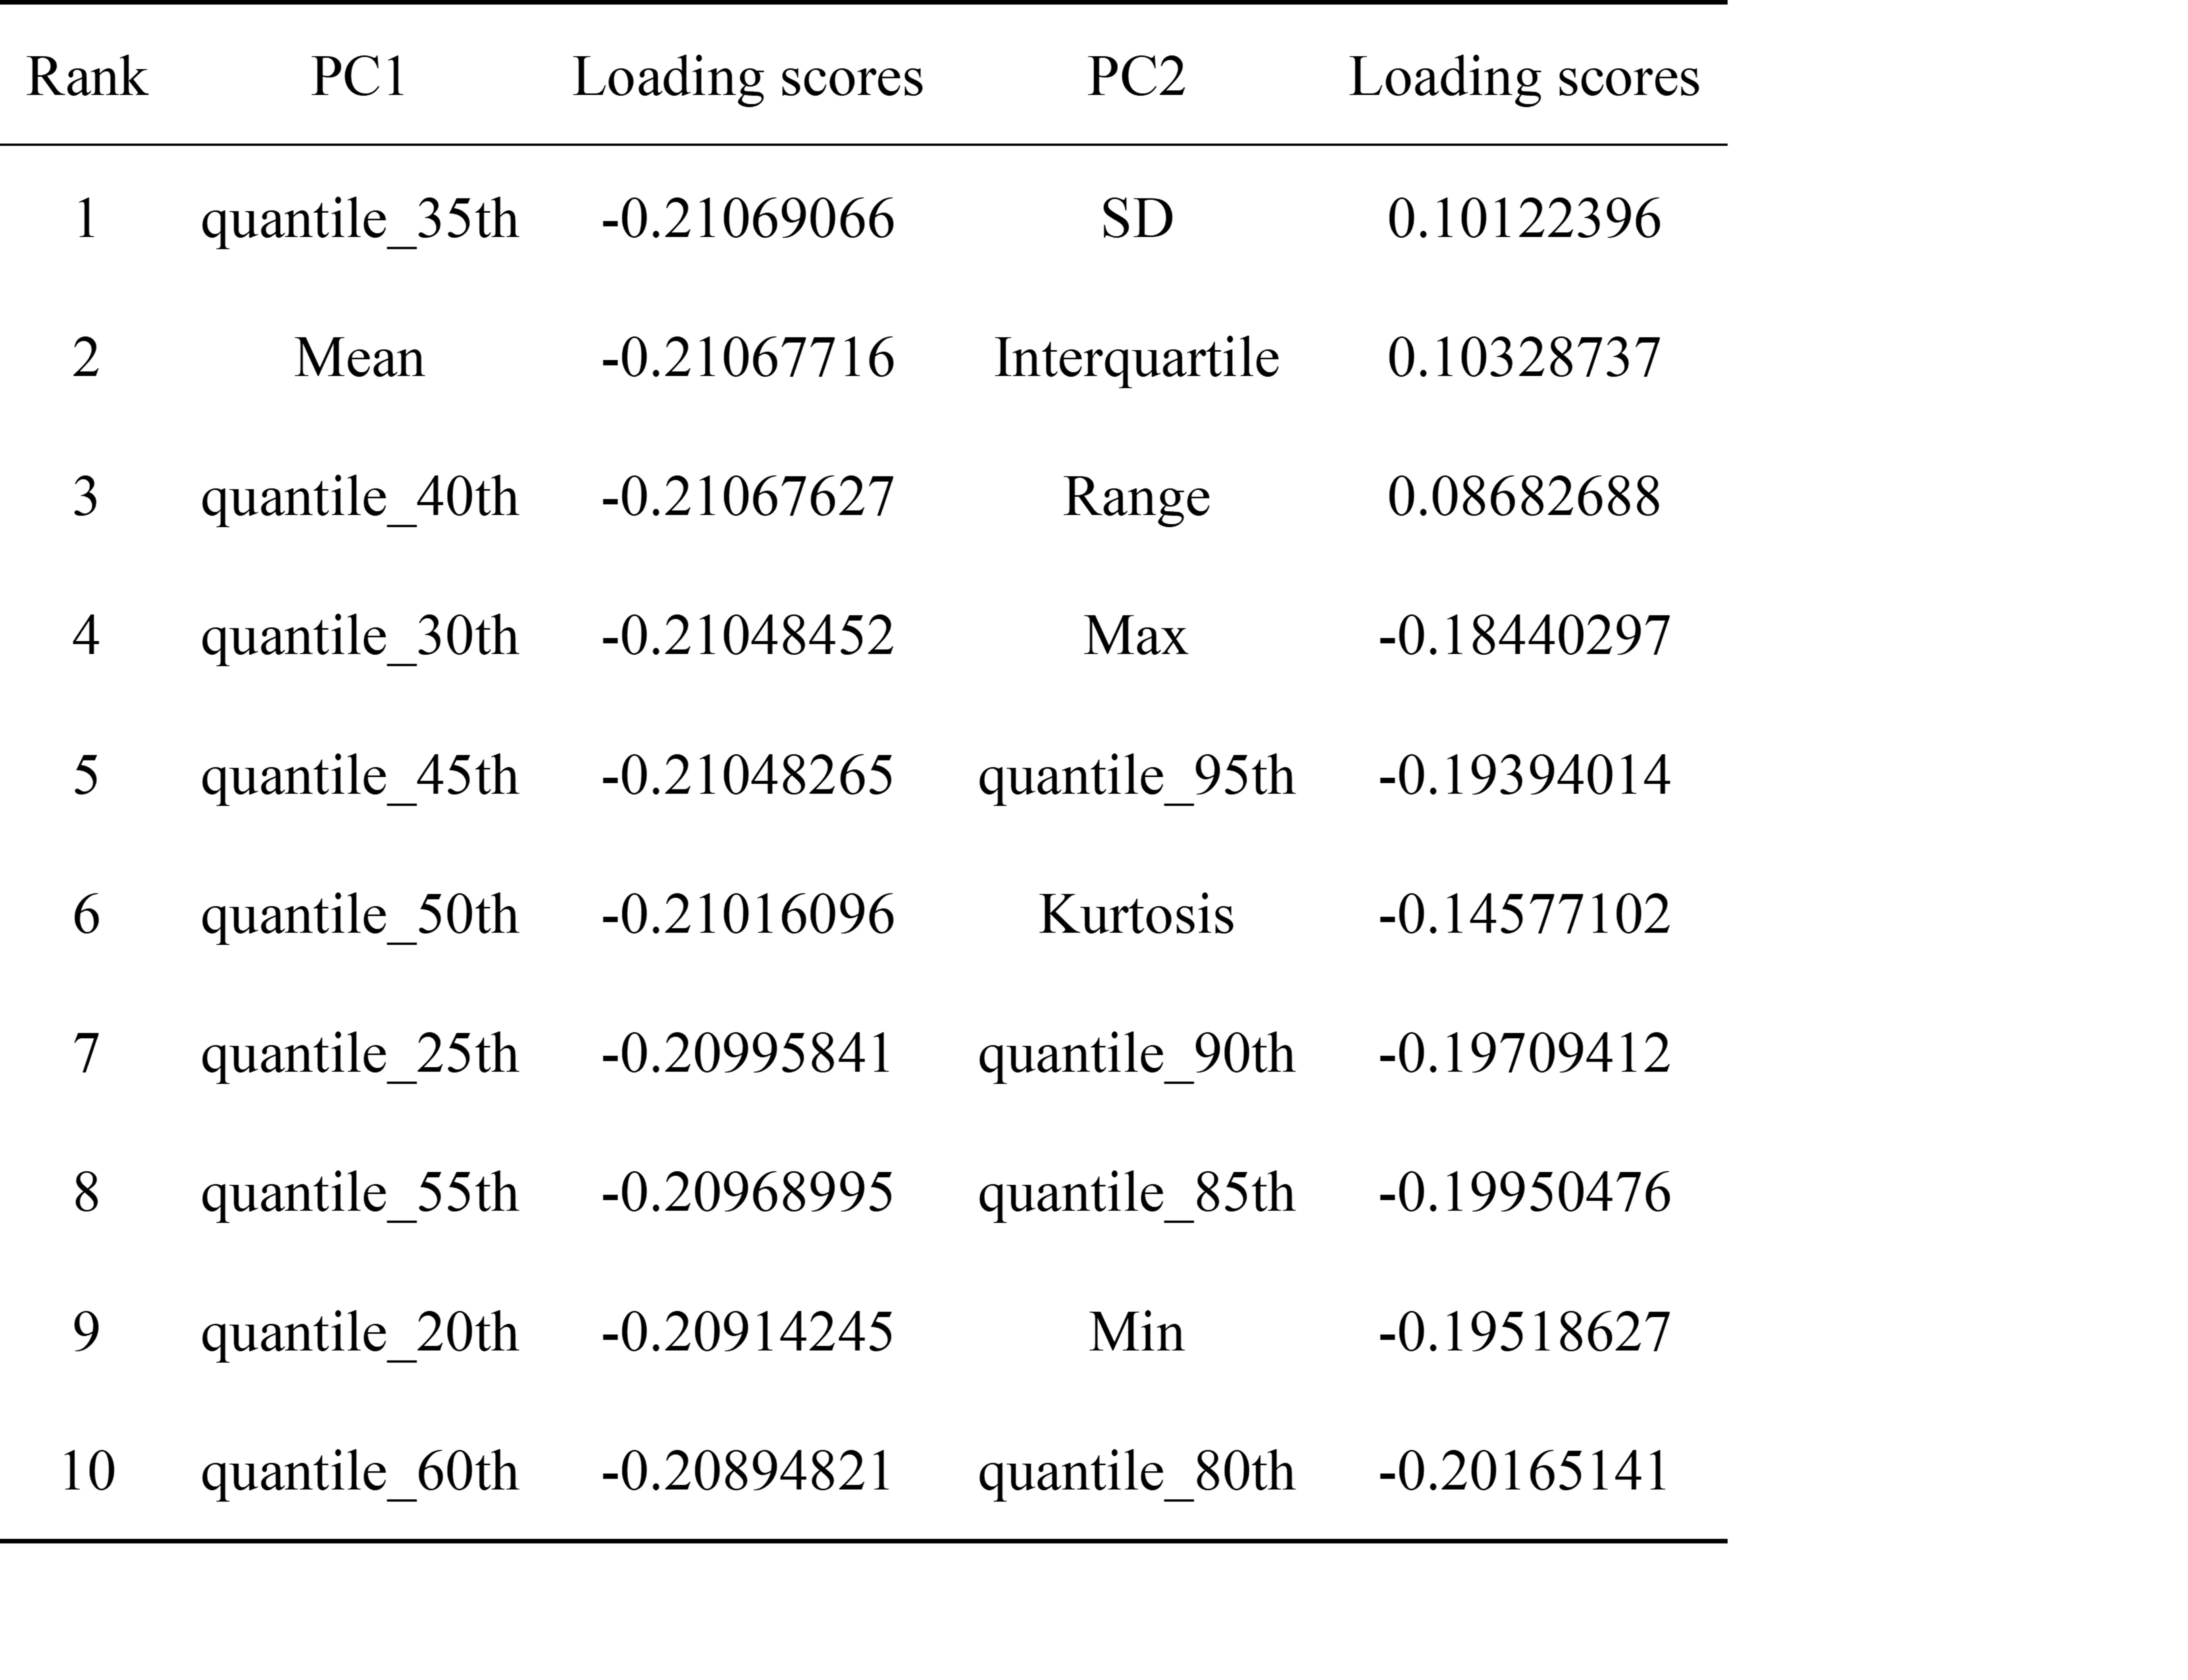 Rank PC1 Loading scores PC2 Loading scores
1 quantile_35th -0.21069066 SD 0.10122396
2 Mean -0.21067716 Interquartile 0.10328737
3 quantile_40th -0.21067627 Range 0.08682688
4 quantile_30th -0.21048452 Max -0.18440297
5 quantile_45th -0.21048265 quantile_95th -0.19394014
6 quantile_50th -0.21016096 Kurtosis -0.14577102
7 quantile_25th -0.20995841 quantile_90th -0.19709412
8 quantile_55th -0.20968995 quantile_85th -0.19950476
9 quantile_20th -0.20914245 Min -0.19518627
10 quantile_60th -0.20894821 quantile_80th -0.20165141